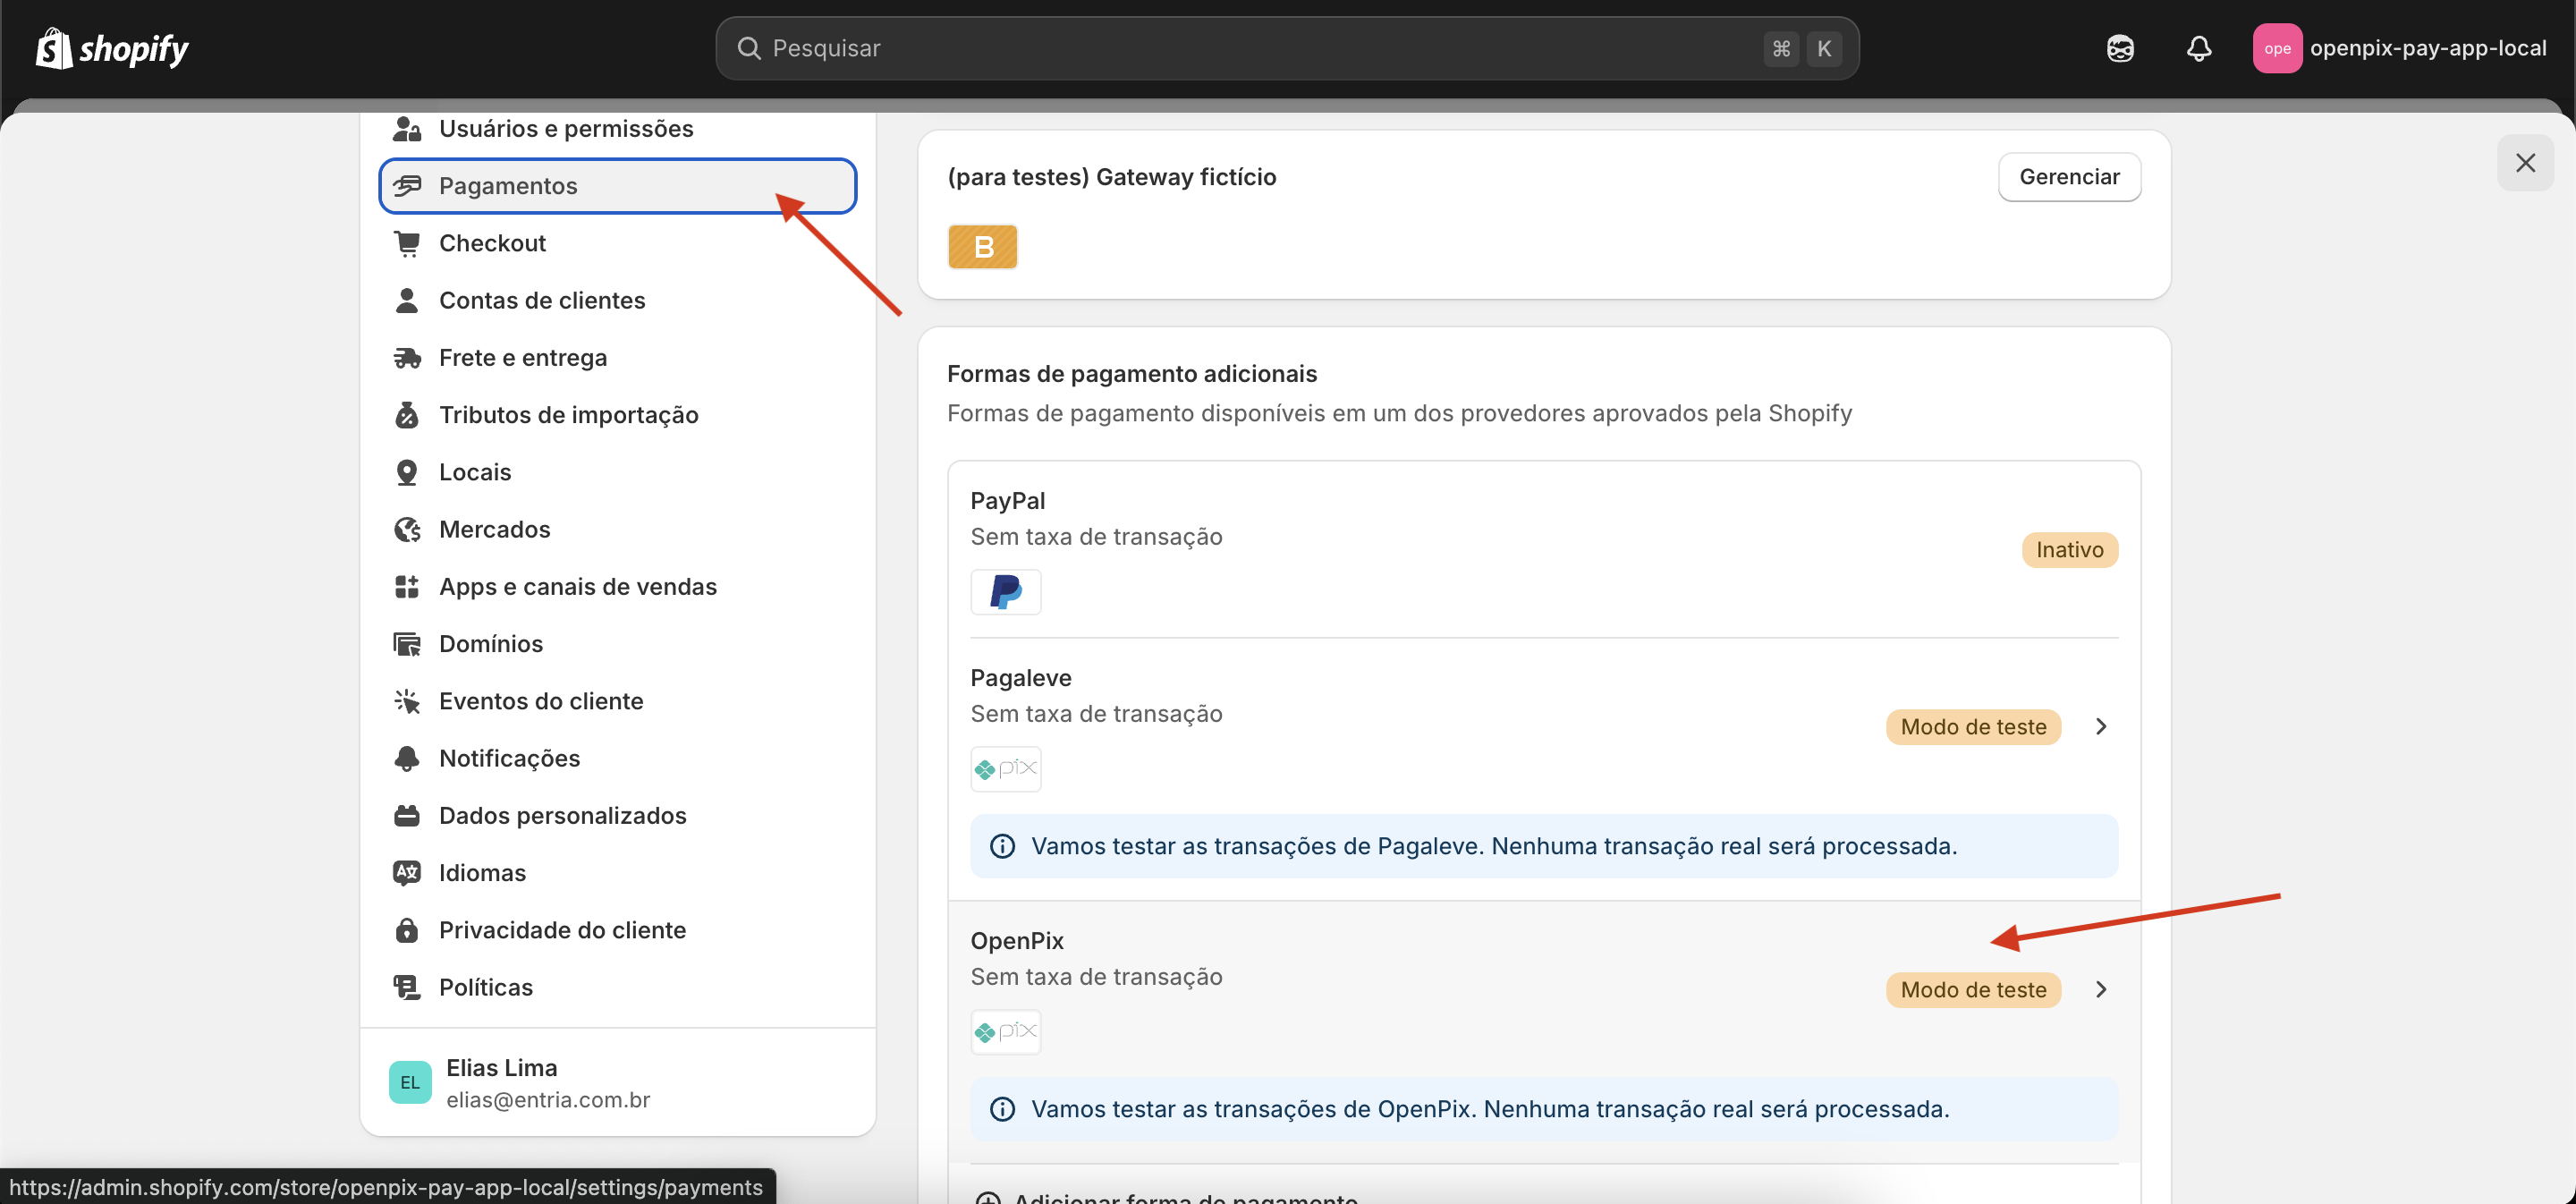 shopify
Pesquisar
⌘ K
ope
openpix-pay-app-local
Usuários e permissões
Pagamentos
Checkout
Contas de clientes
Frete e entrega
Tributos de importação
Locais
Mercados
Apps e canais de vendas
Domínios
Eventos do cliente
Notificações
Dados personalizados
Idiomas
Privacidade do cliente
Políticas
EL
Elias Lima
elias@entria.com.br
(para testes) Gateway fictício
Gerenciar
B
Formas de pagamento adicionais
Formas de pagamento disponíveis em um dos provedores aprovados pela Shopify
PayPal
Sem taxa de transação
Inativo
Pagaleve
Sem taxa de transação
Modo de teste
pix
Vamos testar as transações de Pagaleve. Nenhuma transação real será processada.
OpenPix
Sem taxa de transação
Modo de teste
pix
Vamos testar as transações de OpenPix. Nenhuma transação real será processada.
Adicionar forma de pagamento
https://admin.shopify.com/store/openpix-pay-app-local/settings/payments